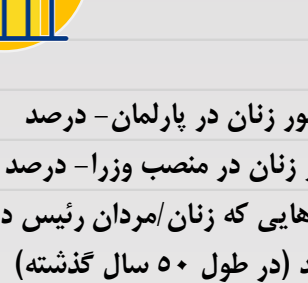 ور زنان در پارلمان- درصد
زنان در منصب وزرا- درصد
هایی که زنان/مردان رئیس د
(در طول ۵۰ سال گذشته)